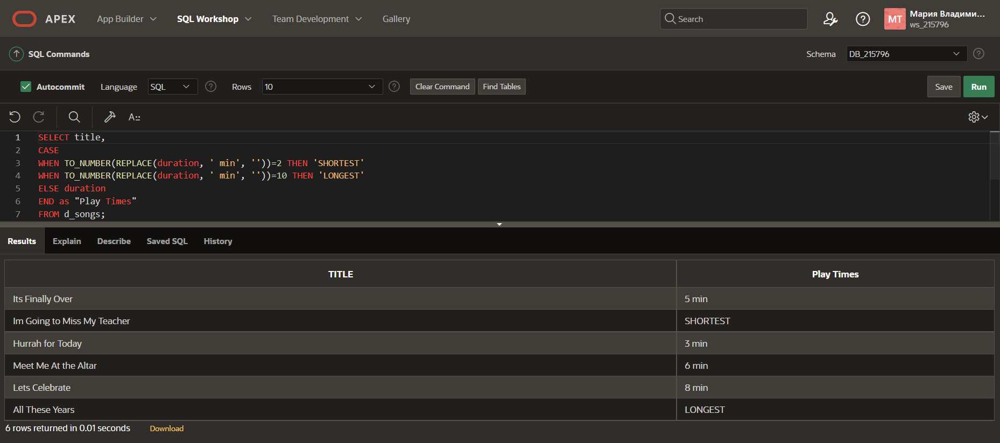 APEX App Builder SQL Workshop Team Development Gallery Search MT Мария Владими...
ws_215796
SQL Commands Schema DB_215796
Autocommit Language SQL Rows 10 Clear Command Find Tables Save Run
1 SELECT title,
2 CASE
3 WHEN TO_NUMBER(REPLACE(duration, ' min', ''))=2 THEN 'SHORTEST'
4 WHEN TO_NUMBER(REPLACE(duration, ' min', ''))=10 THEN 'LONGEST'
5 ELSE duration
6 END as "Play Times"
7 FROM d_songs;
Results Explain Describe Saved SQL History
TITLE Play Times
Its Finally Over 5 min
Im Going to Miss My Teacher SHORTEST
Hurrah for Today 3 min
Meet Me At the Altar 6 min
Lets Celebrate 8 min
All These Years LONGEST
6 rows returned in 0.01 seconds Download